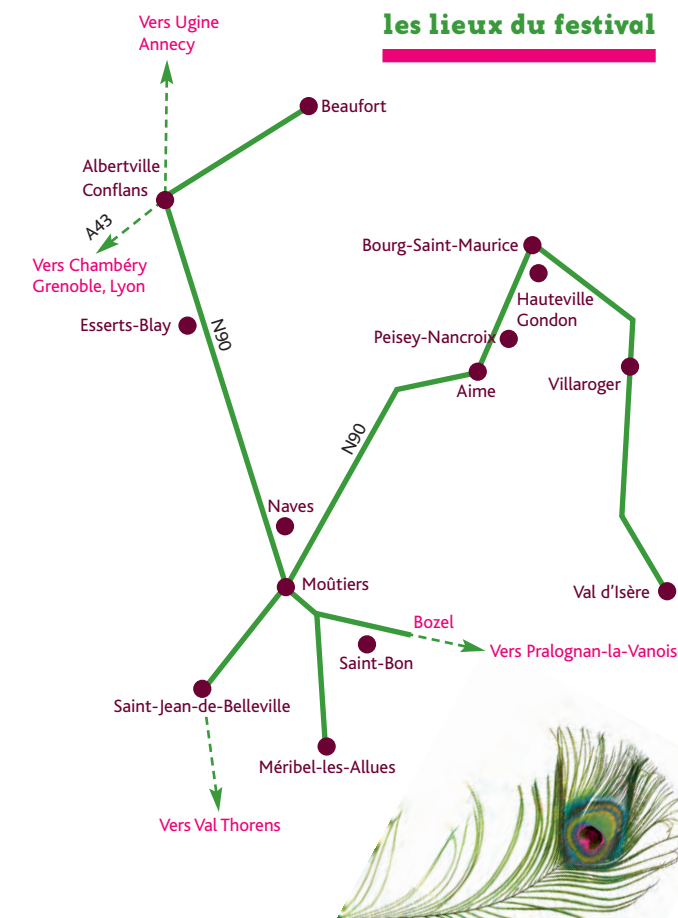 les lieux du festival
Vers Ugine
Annecy
Beaufort
Albertville
Conflans
A43
Vers Chambéry
Grenoble, Lyon
Bourg-Saint-Maurice
Hauteville
Gondon
Esserts-Blay
N90
Peisey-Nancroix
Aime
Villaroger
N90
Naves
Moûtiers
Val d'Isère
Bozel
Vers Pralognan-la-Vanois
Saint-Bon
Saint-Jean-de-Belleville
Méribel-les-Allues
Vers Val Thorens